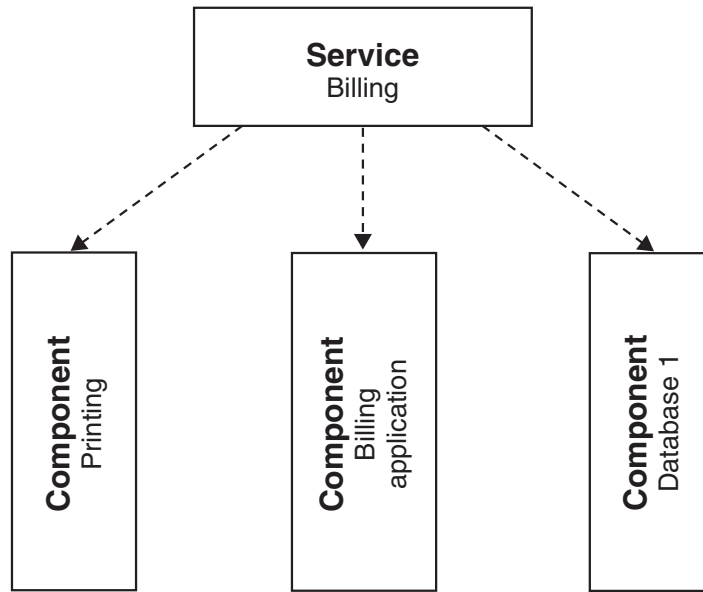 Service
Billing
Component
Printing
Component
Billing
application
Component
Database 1